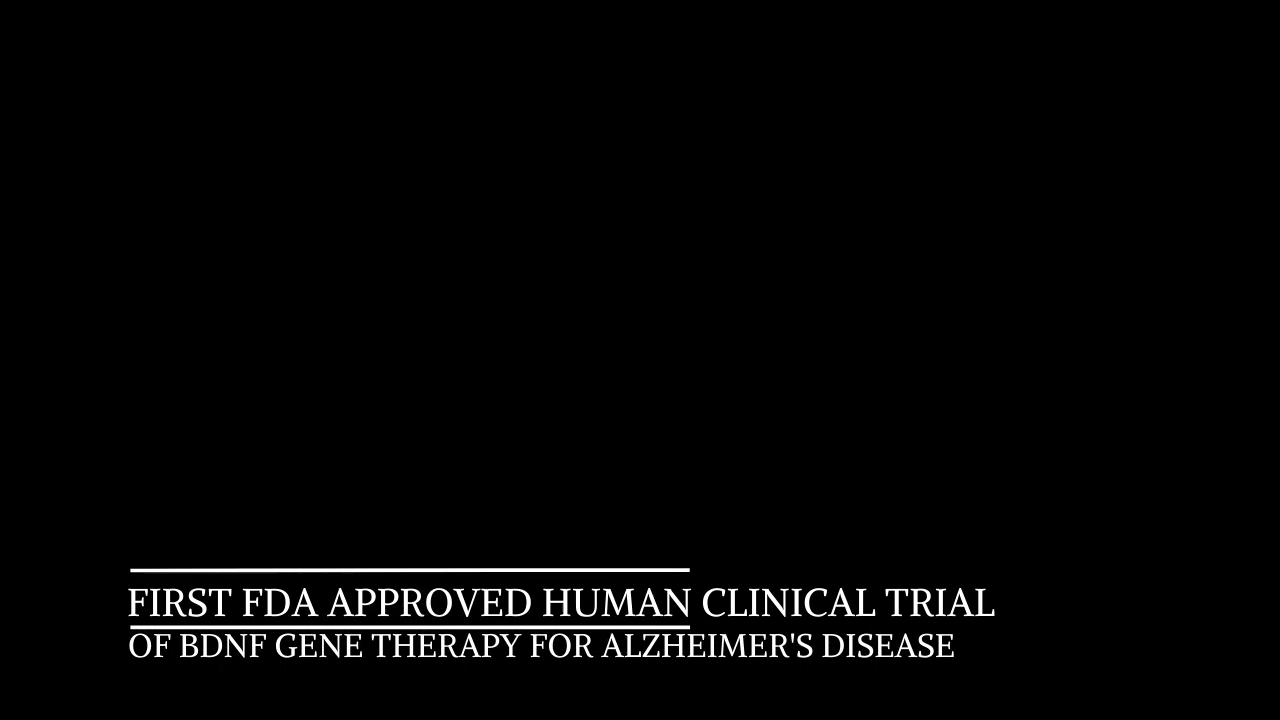 FIRST FDA APPROVED HUMAN CLINICAL TRIAL
OF BDNF GENE THERAPY FOR ALZHEIMER'S DISEASE